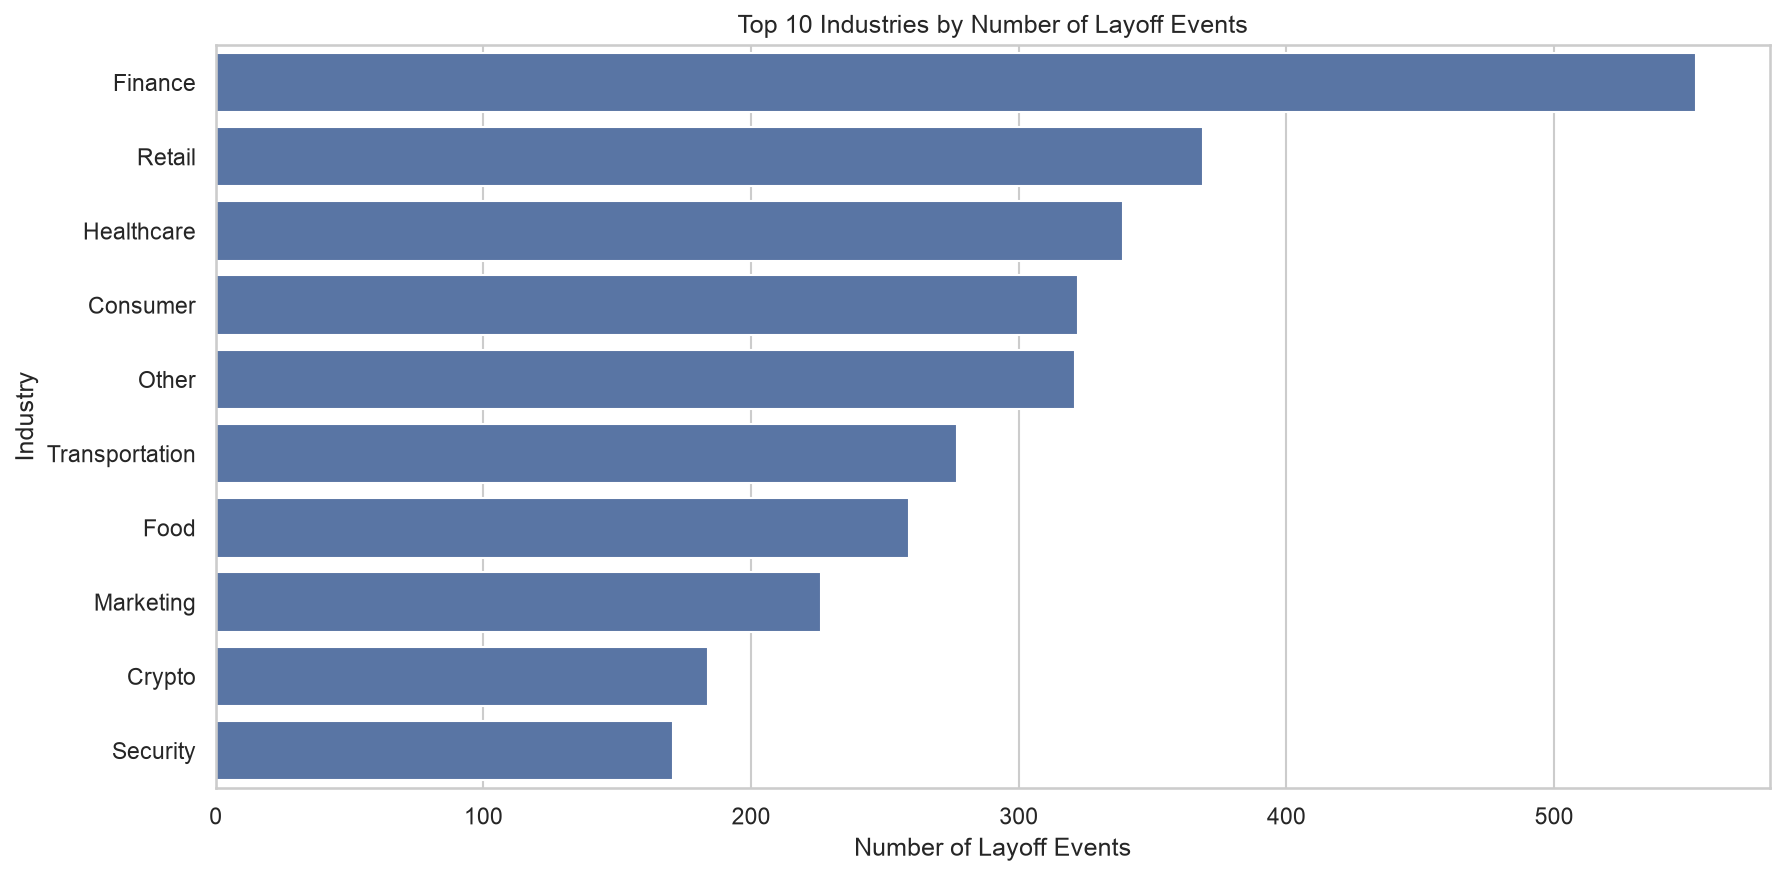 Top 10 Industries by Number of Layoff Events
Finance
Retail
Healthcare
Consumer
Other
Transportation
Food
Marketing
Crypto
Security
Industry
0 100 200 300 400 500
Number of Layoff Events